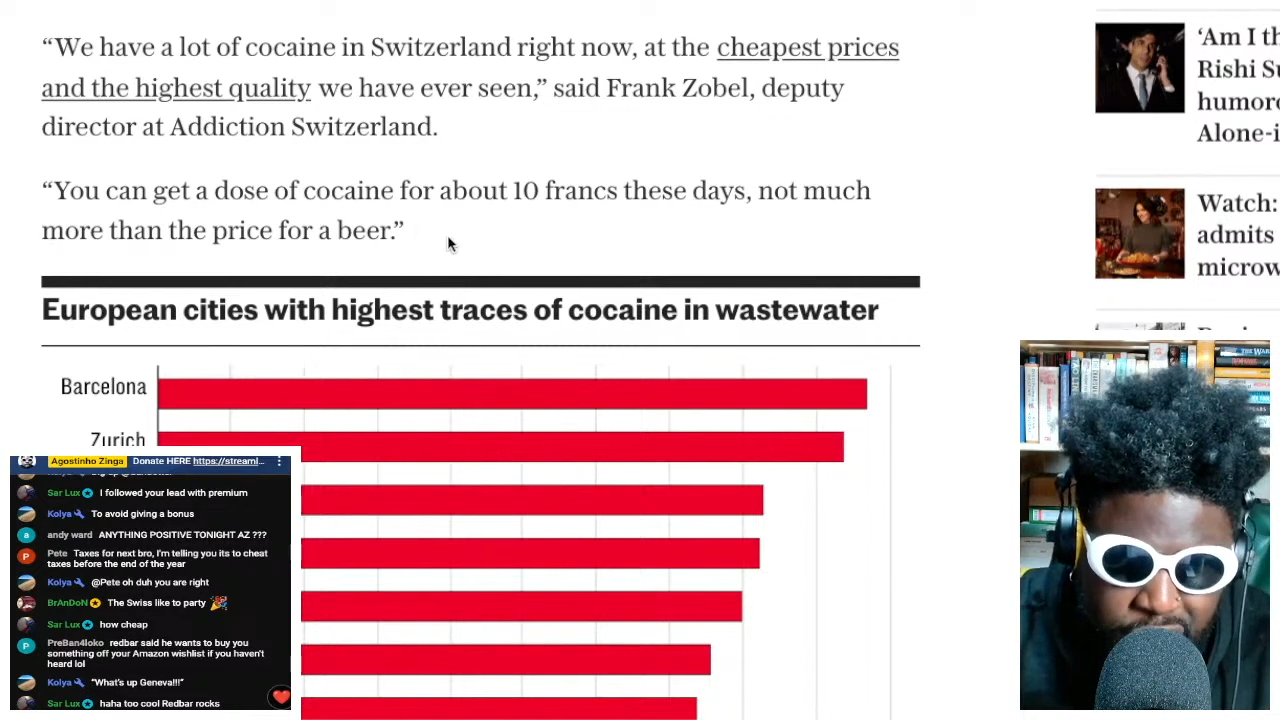 “We have a lot of cocaine in Switzerland right now, at the cheapest prices
and the highest quality we have ever seen,” said Frank Zobel, deputy
director at Addiction Switzerland.
“You can get a dose of cocaine for about 10 francs these days, not much
more than the price for a beer.”
European cities with highest traces of cocaine in wastewater
Barcelona
Zurich
‘Am I th
Rishi Su
humoro
Alone-i
Watch:
admits
microw
Agostinho Zinga Donate HERE https://streaml...
Sar Lux I followed your lead with premium
Kolya To avoid giving a bonus
andy ward ANYTHING POSITIVE TONIGHT AZ ???
Pete Taxes for next bro, I'm telling you its to cheat
taxes before the end of the year
Kolya @Pete oh duh you are right
BrAnDoN The Swiss like to party
Sar Lux how cheap
PreBan4loko redbar said he wants to buy you
something off your Amazon wishlist if you haven't
heard lol
Kolya “What's up Geneva!!!”
Sar Lux haha too cool Redbar rocks